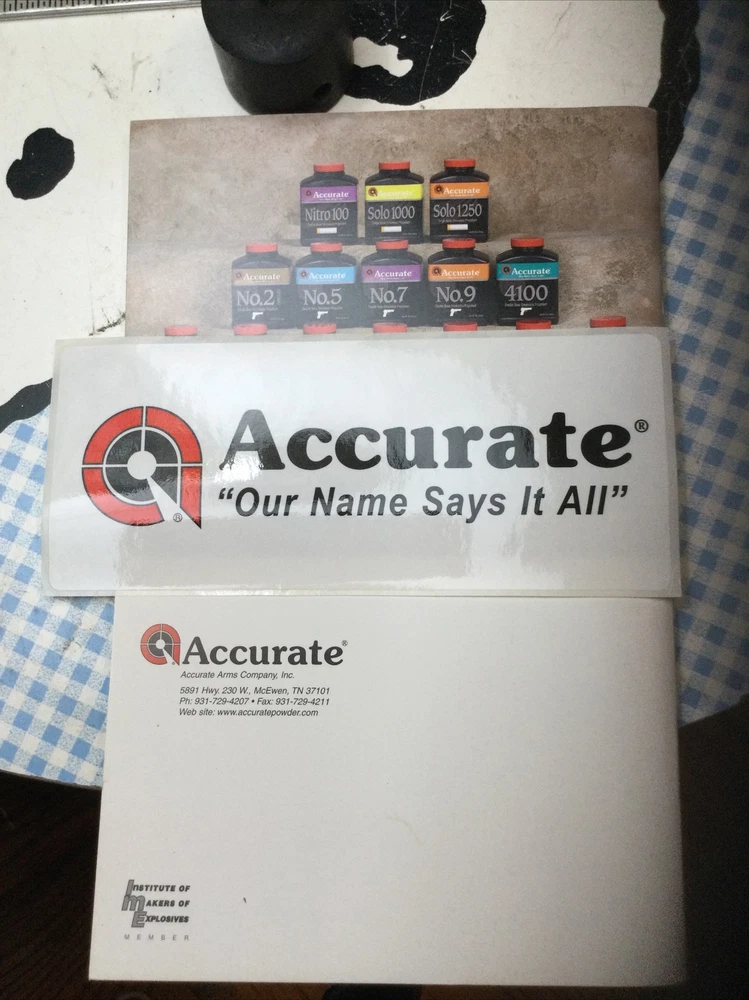 Accurate Accurate Accurate
Nitro 100 Solo 1000 Solo 1250
Accurate Accurate Accurate Accurate Accurate
No.2 No.5 No.7 No.9 4100
Accurate®
“Our Name Says It All”
®
Accurate®
Accurate Arms Company, Inc.
5891 Hwy. 230 W., McEwen, TN 37101
Ph: 931-729-4207 • Fax: 931-729-4211
Web site: www.accuratepowder.com
INSTITUTE OF
MAKERS OF
EXPLOSIVES
MEMBER